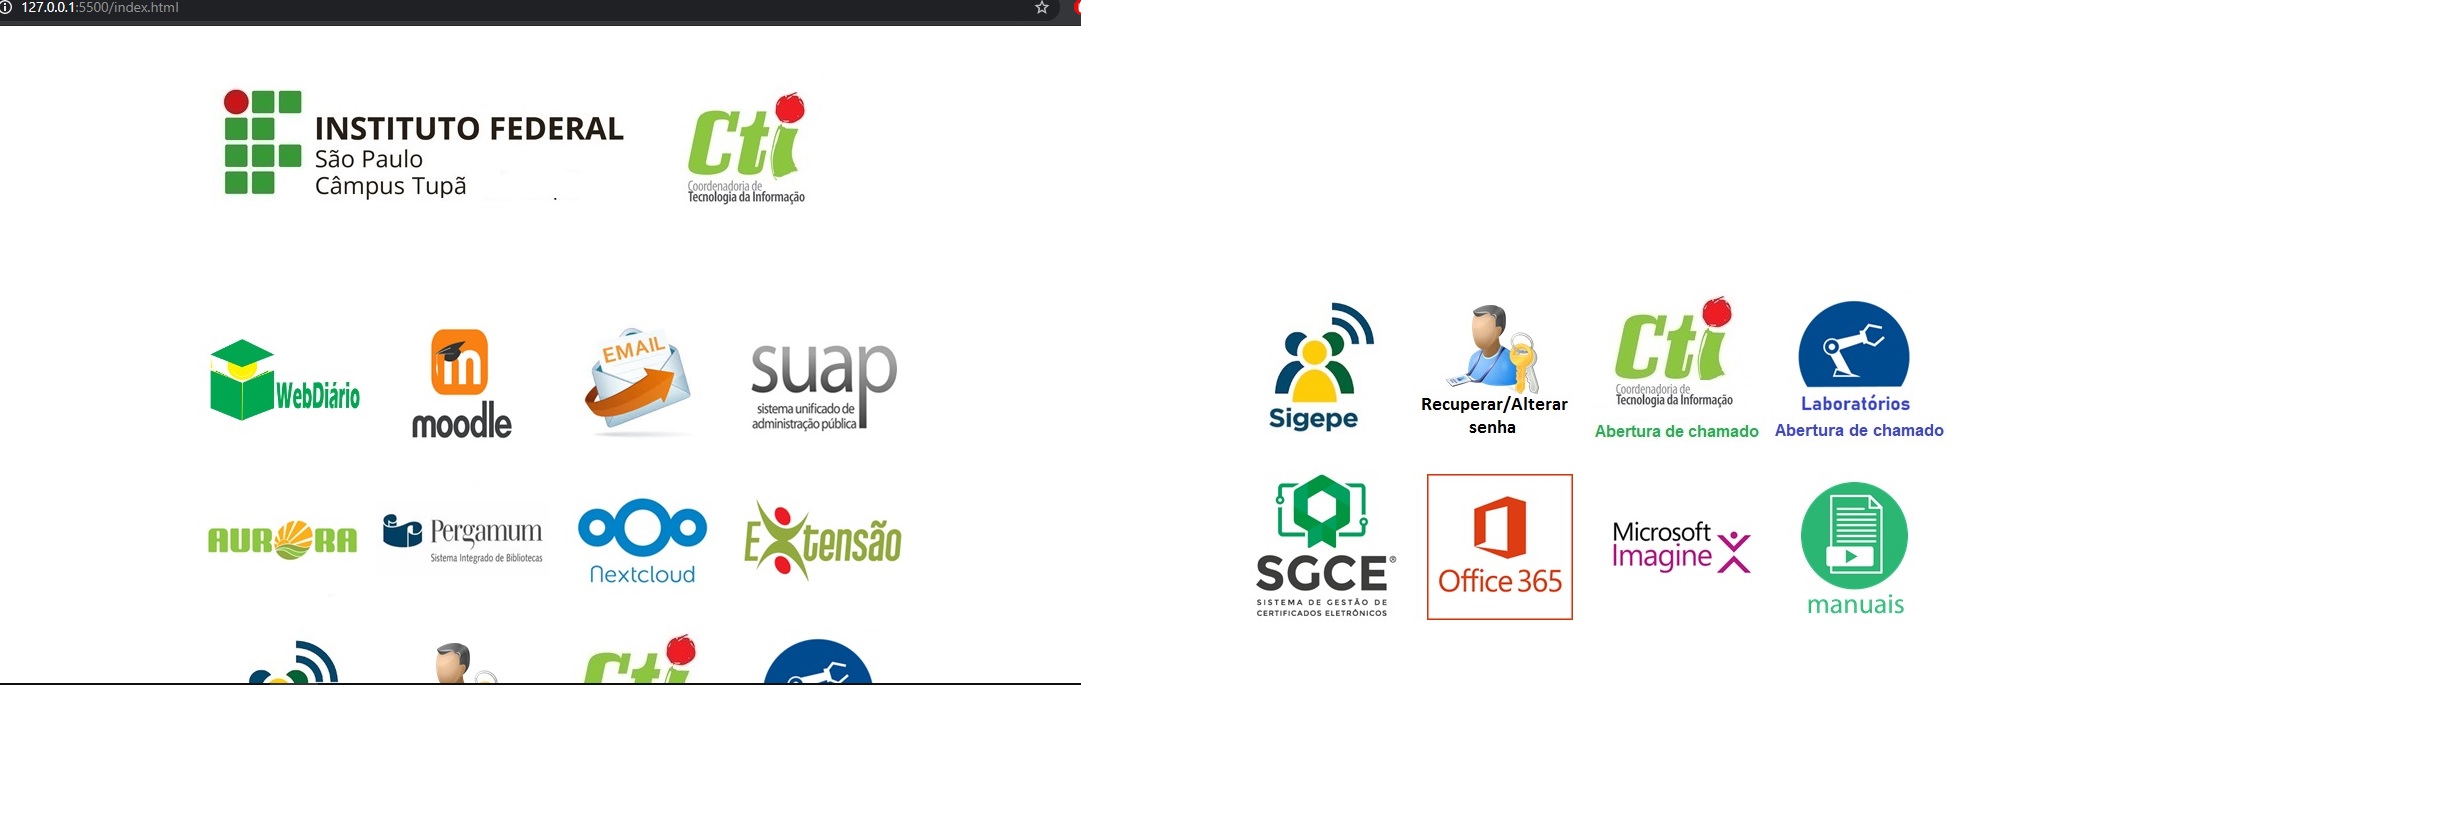 127.0.0.1:5500/index.html
INSTITUTO FEDERAL
São Paulo
Câmpus Tupã
Cti
Coordenadoria de
Tecnologia da Informação
WebDiário
moodle
EMAIL
suap
sistema unificado de
administração pública
AURORA
Pergamum
Sistema Integrado de Bibliotecas
Nextcloud
Extensão
Cti
Sigepe
Recuperar/Alterar
senha
Cti
Coordenadoria de
Tecnologia da Informação
Abertura de chamado
Laboratórios
Abertura de chamado
SGCE®
SISTEMA DE GESTÃO DE
CERTIFICADOS ELETRÔNICOS
Office 365
Microsoft
Imagine
manuais